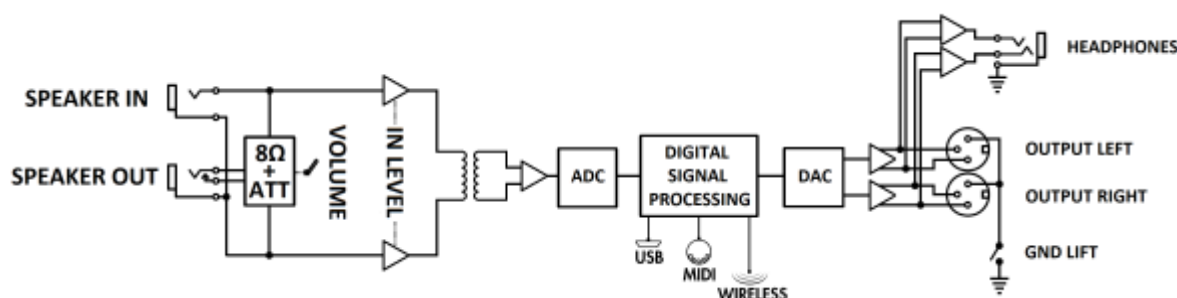 HEADPHONES
SPEAKER IN
SPEAKER OUT
8Ω
+
ATT
VOLUME
IN LEVEL
ADC
DIGITAL
SIGNAL
PROCESSING
DAC
OUTPUT LEFT
OUTPUT RIGHT
GND LIFT
USB
MIDI
WIRELESS